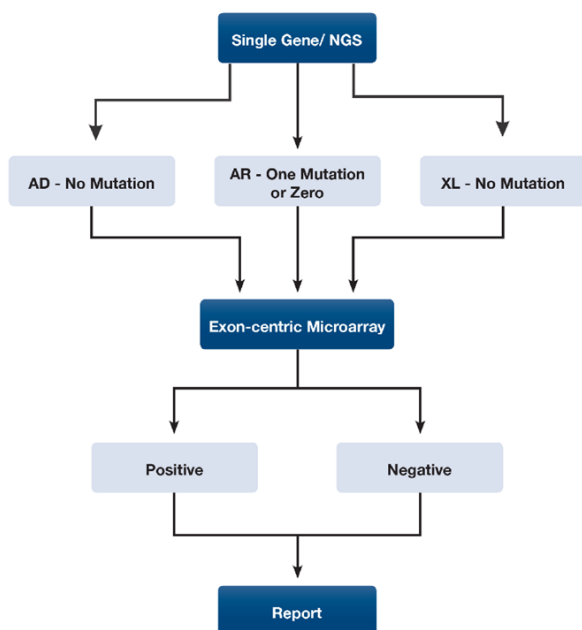 Single Gene/ NGS
AD - No Mutation
AR - One Mutation
or Zero
XL - No Mutation
Exon-centric Microarray
Positive
Negative
Report